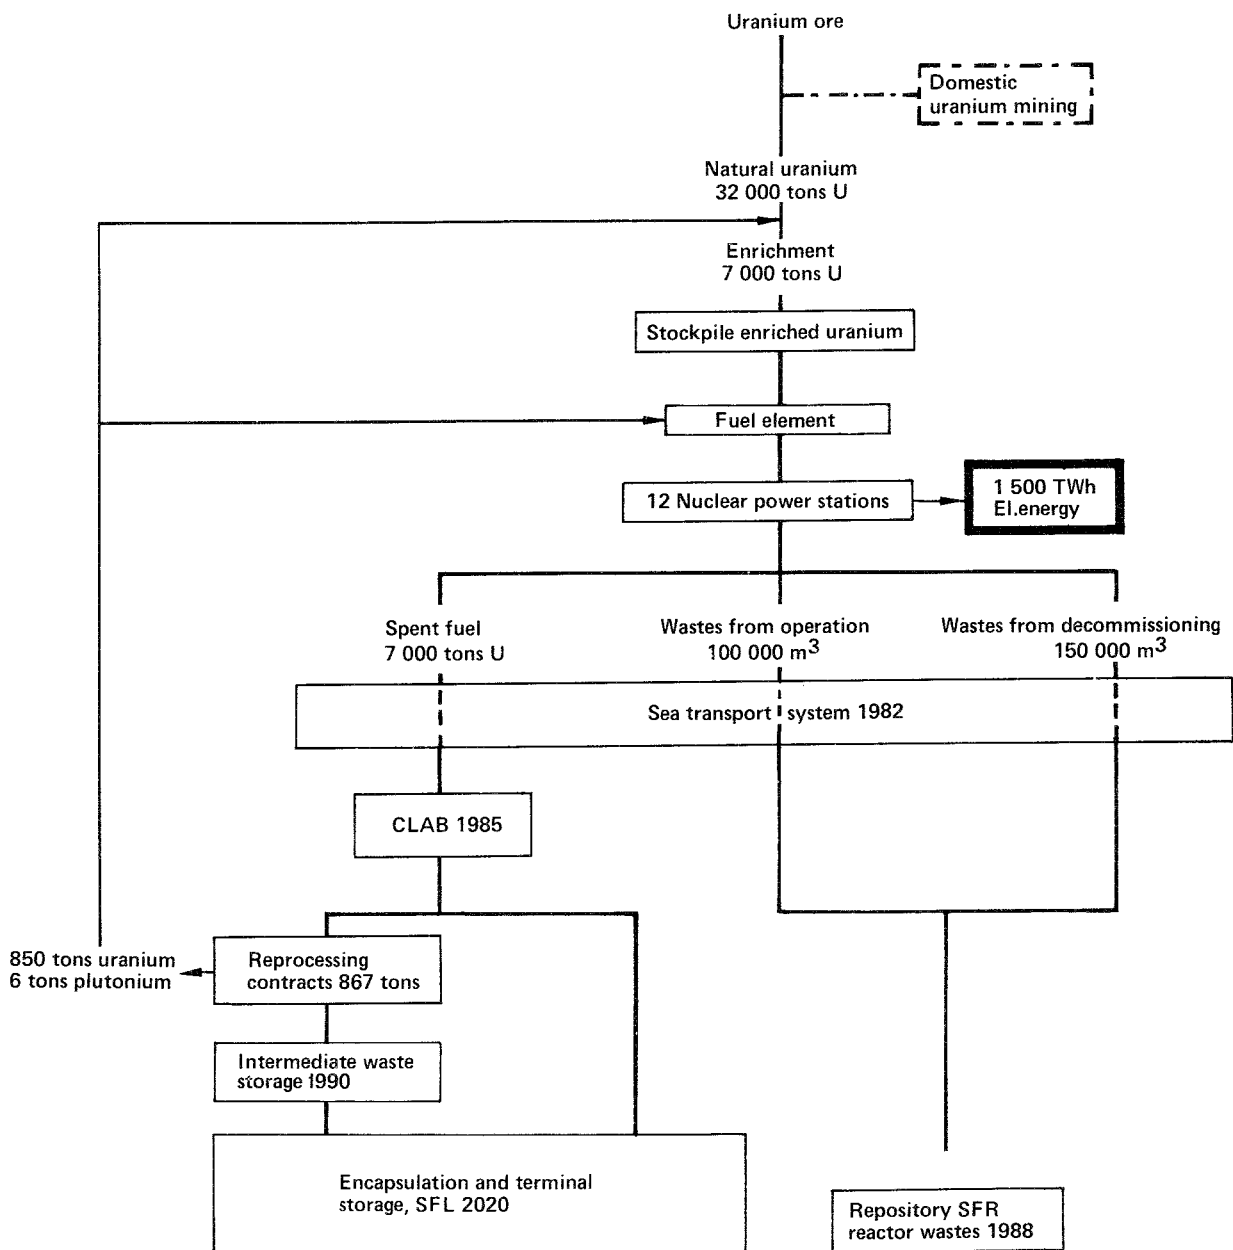 Uranium ore
Domestic
uranium mining
Natural uranium
32 000 tons U
Enrichment
7 000 tons U
Stockpile enriched uranium
Fuel element
12 Nuclear power stations
1 500 TWh
El.energy
Spent fuel
7 000 tons U
Wastes from operation
100 000 m³
Wastes from decommissioning
150 000 m³
Sea transport system 1982
CLAB 1985
850 tons uranium
6 tons plutonium
Reprocessing
contracts 867 tons
Intermediate waste
storage 1990
Encapsulation and terminal
storage, SFL 2020
Repository SFR
reactor wastes 1988